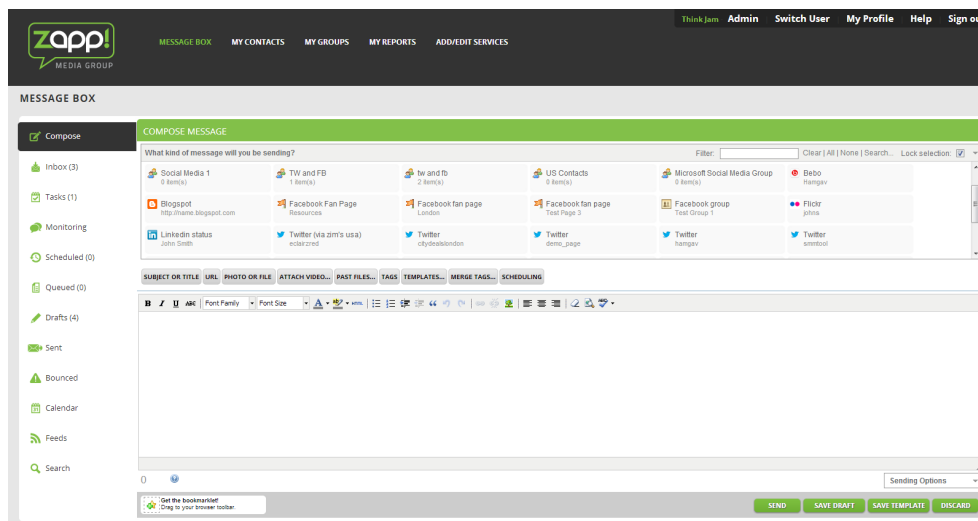 Think Jam Admin Switch User My Profile Help Sign ou
zapp!
MEDIA GROUP
MESSAGE BOX MY CONTACTS MY GROUPS MY REPORTS ADD/EDIT SERVICES
MESSAGE BOX
Compose
Inbox (3)
Tasks (1)
Monitoring
Scheduled (0)
Queued (0)
Drafts (4)
Sent
Bounced
Calendar
Feeds
Search
COMPOSE MESSAGE
What kind of message will you be sending? Filter: Clear | All | None | Search... Lock selection:
Social Media 1 TW and FB tw and fb US Contacts Microsoft Social Media Group Bebo
0 item(s) 1 item(s) 2 item(s) 0 item(s) 0 item(s) Hamgav
Blogspot Facebook Fan Page Facebook fan page Facebook fan page Facebook group Flickr
http://name.blogspot.com Resources London Test Page 3 Test Group 1 johns
Linkedin status Twitter (via zim's usa) Twitter Twitter Twitter Twitter
John Smith eclairzred citydealslondon demo_page hamgav smmtool
SUBJECT OR TITLE URL PHOTO OR FILE ATTACH VIDEO... PAST FILES... TAGS TEMPLATES... MERGE TAGS... SCHEDULING
B I U ABC Font Family Font Size A ab HTML ABC
0 Sending Options
Get the bookmarklet!
Drag to your browser toolbar.
SEND SAVE DRAFT SAVE TEMPLATE DISCARD